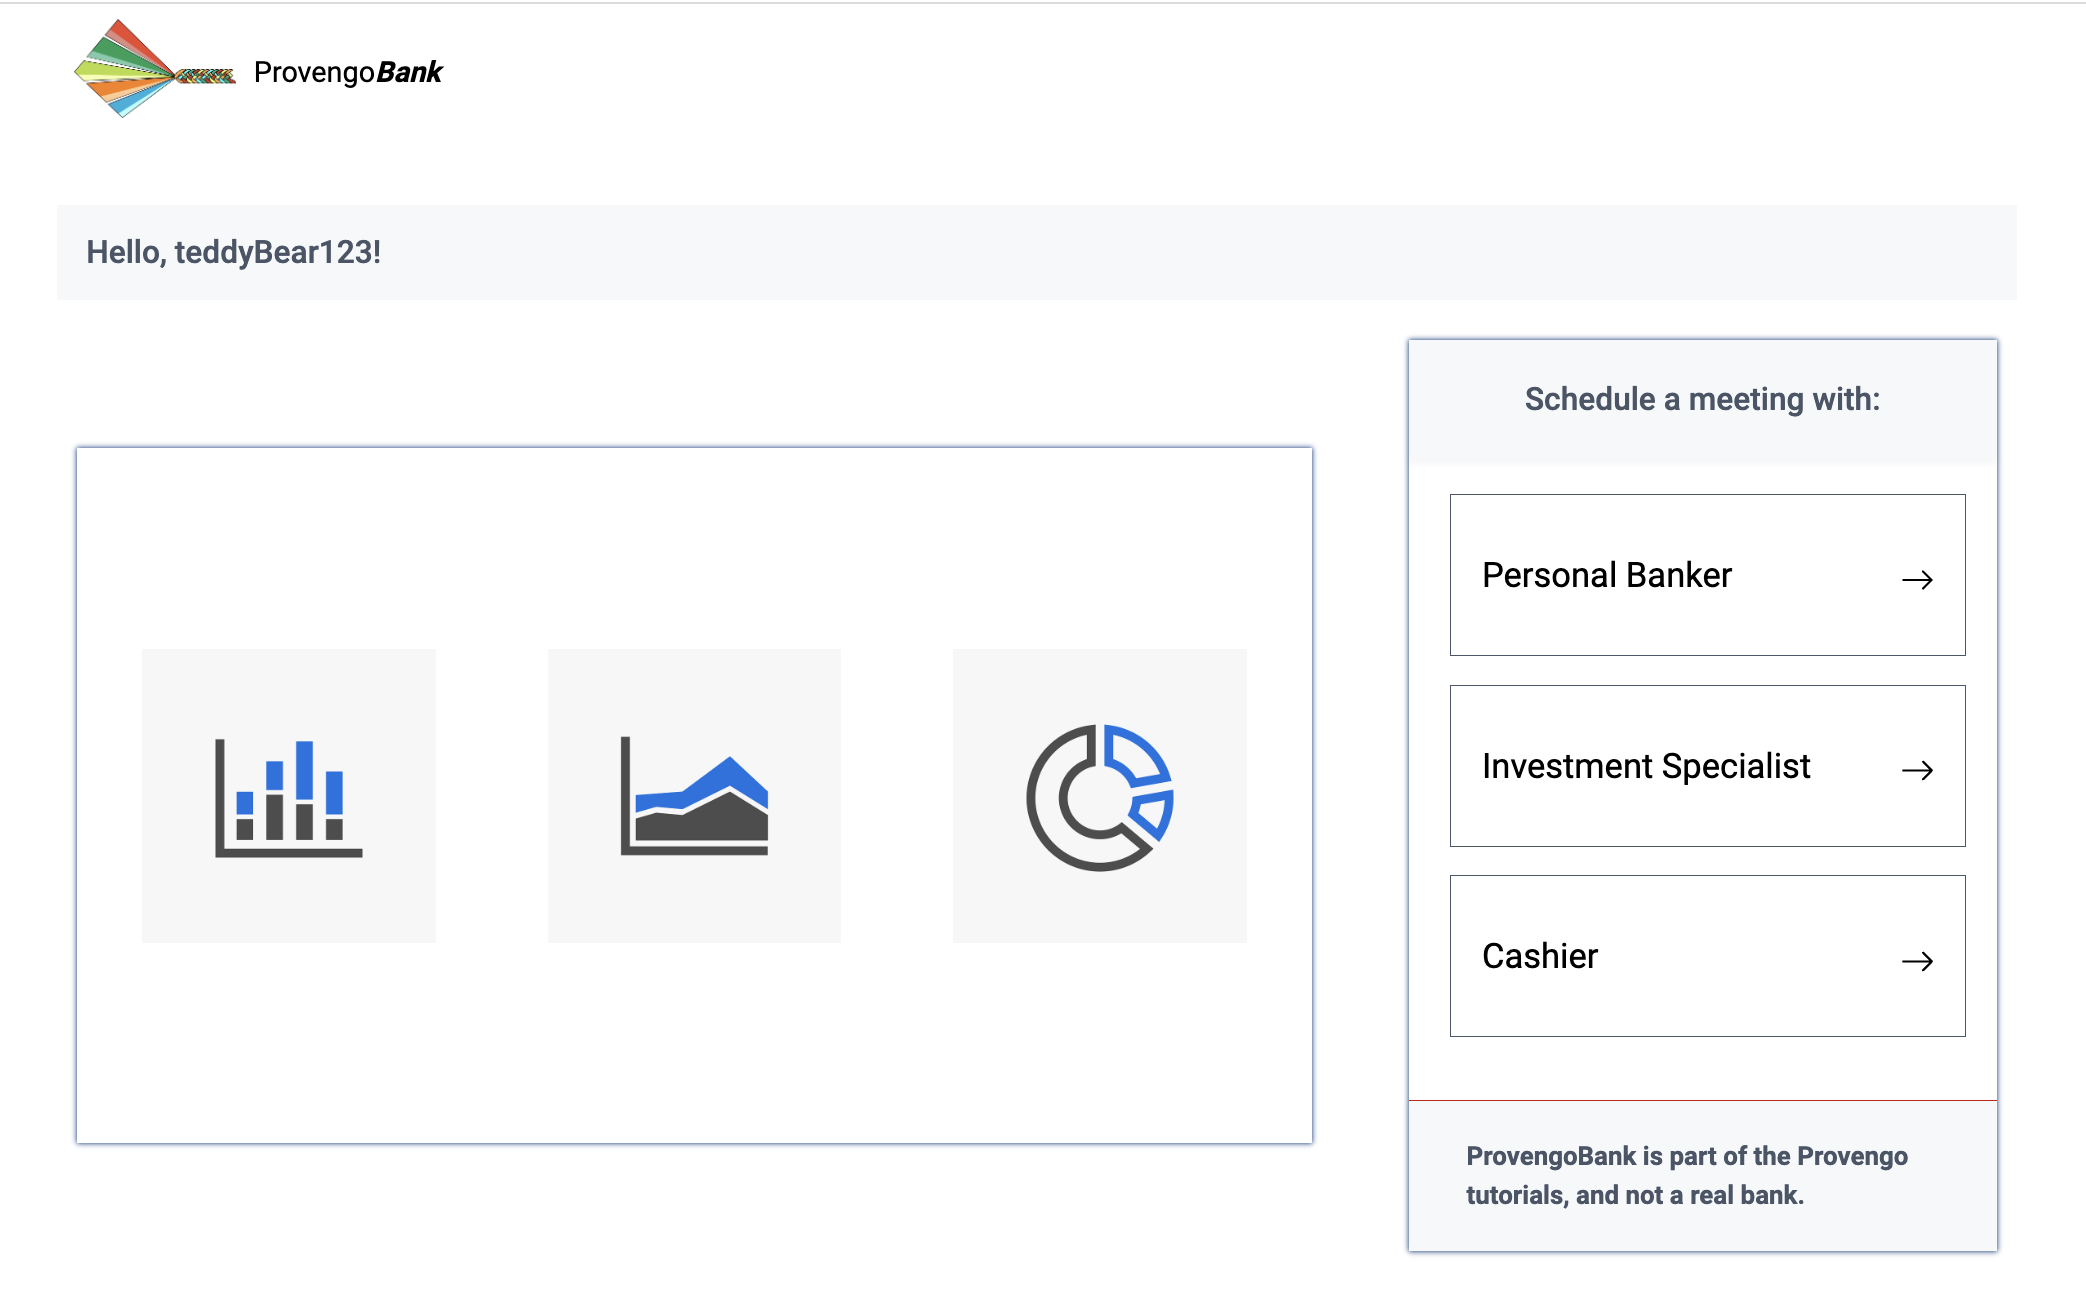 ProvengoBank
Hello, teddyBear123!
Schedule a meeting with:
Personal Banker
Investment Specialist
Cashier
ProvengoBank is part of the Provengo
tutorials, and not a real bank.